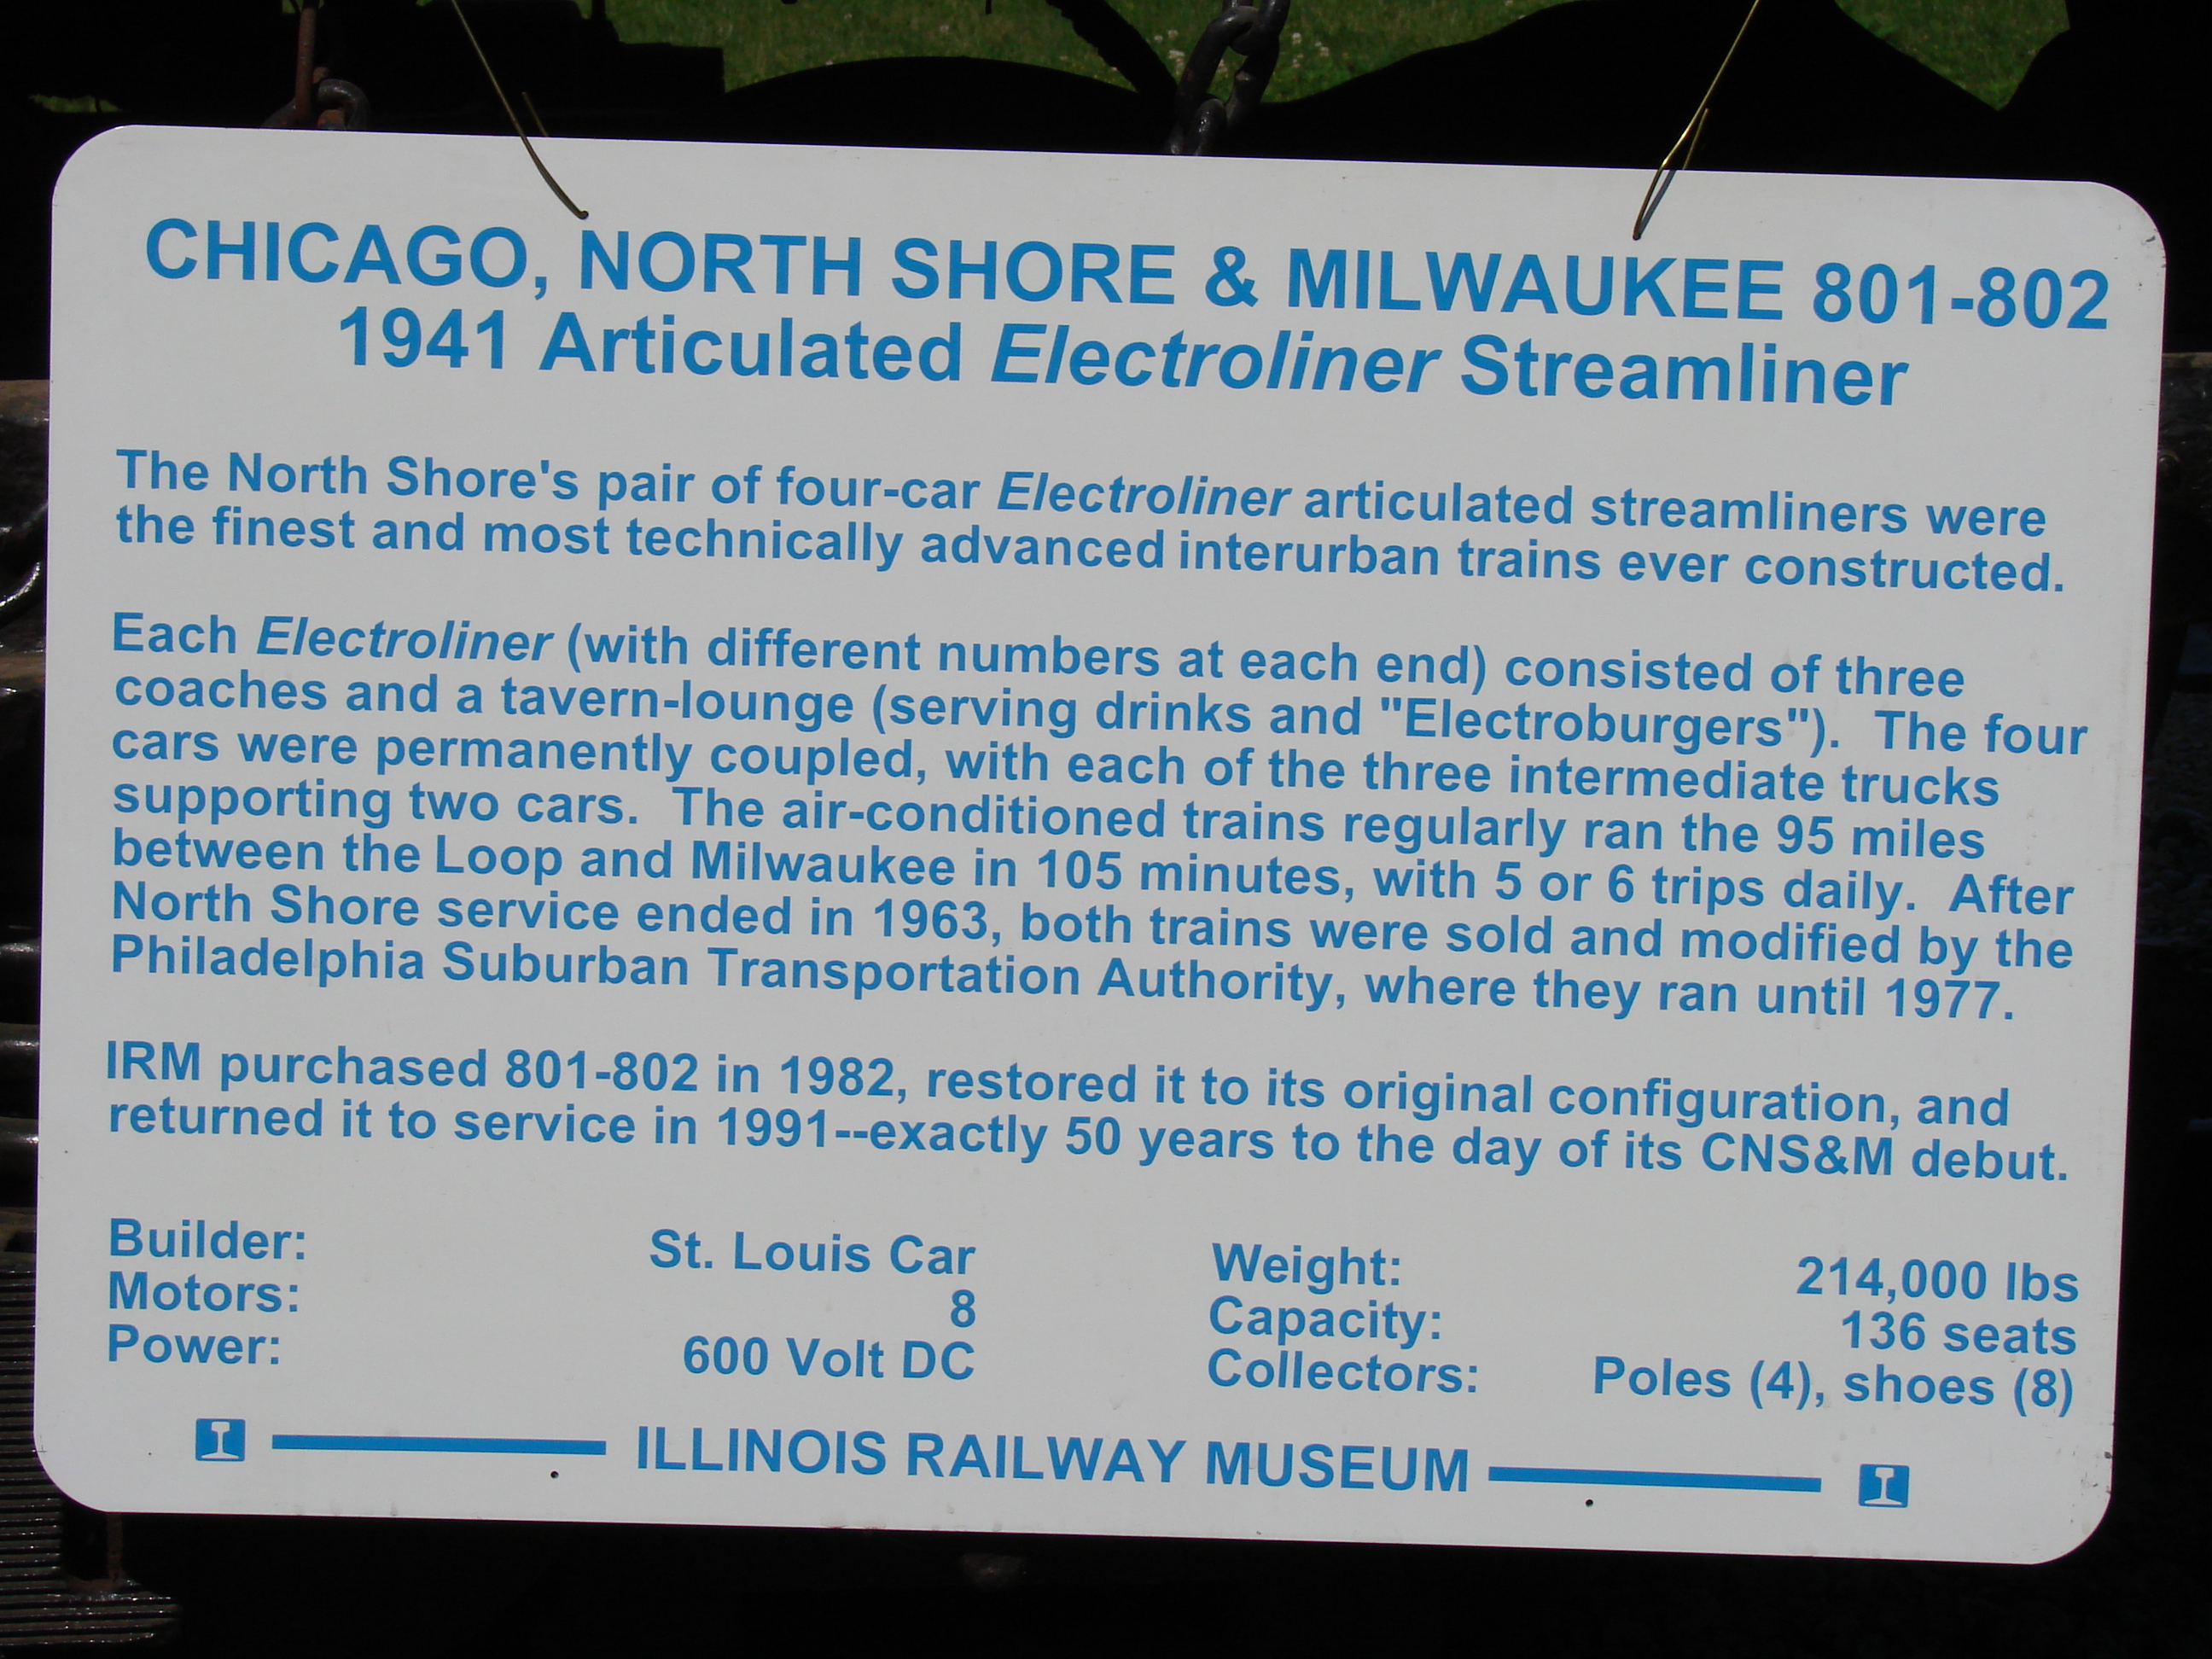 CHICAGO, NORTH SHORE & MILWAUKEE 801-802
1941 Articulated Electroliner Streamliner
The North Shore's pair of four-car Electroliner articulated streamliners were
the finest and most technically advanced interurban trains ever constructed.
Each Electroliner (with different numbers at each end) consisted of three
coaches and a tavern-lounge (serving drinks and "Electroburgers").  The four
cars were permanently coupled, with each of the three intermediate trucks
supporting two cars.  The air-conditioned trains regularly ran the 95 miles
between the Loop and Milwaukee in 105 minutes, with 5 or 6 trips daily.  After
North Shore service ended in 1963, both trains were sold and modified by the
Philadelphia Suburban Transportation Authority, where they ran until 1977.
IRM purchased 801-802 in 1982, restored it to its original configuration, and
returned it to service in 1991--exactly 50 years to the day of its CNS&M debut.
Builder: St. Louis Car Weight: 214,000 lbs
Motors: 8 Capacity: 136 seats
Power: 600 Volt DC Collectors: Poles (4), shoes (8)
ILLINOIS RAILWAY MUSEUM